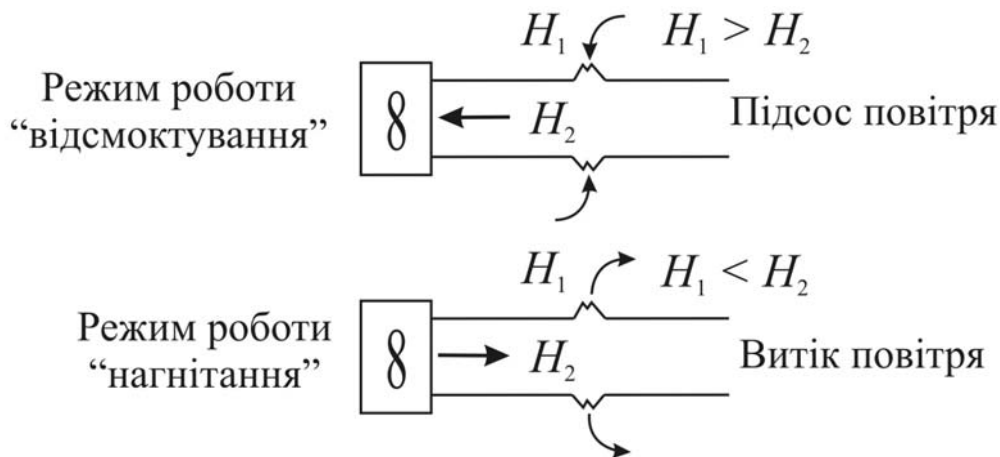 H₁ H₁ > H₂
Режим роботи
“відсмоктування”
H₂
Підсос повітря
H₁ H₁ < H₂
Режим роботи
“нагнітання”
H₂
Витік повітря